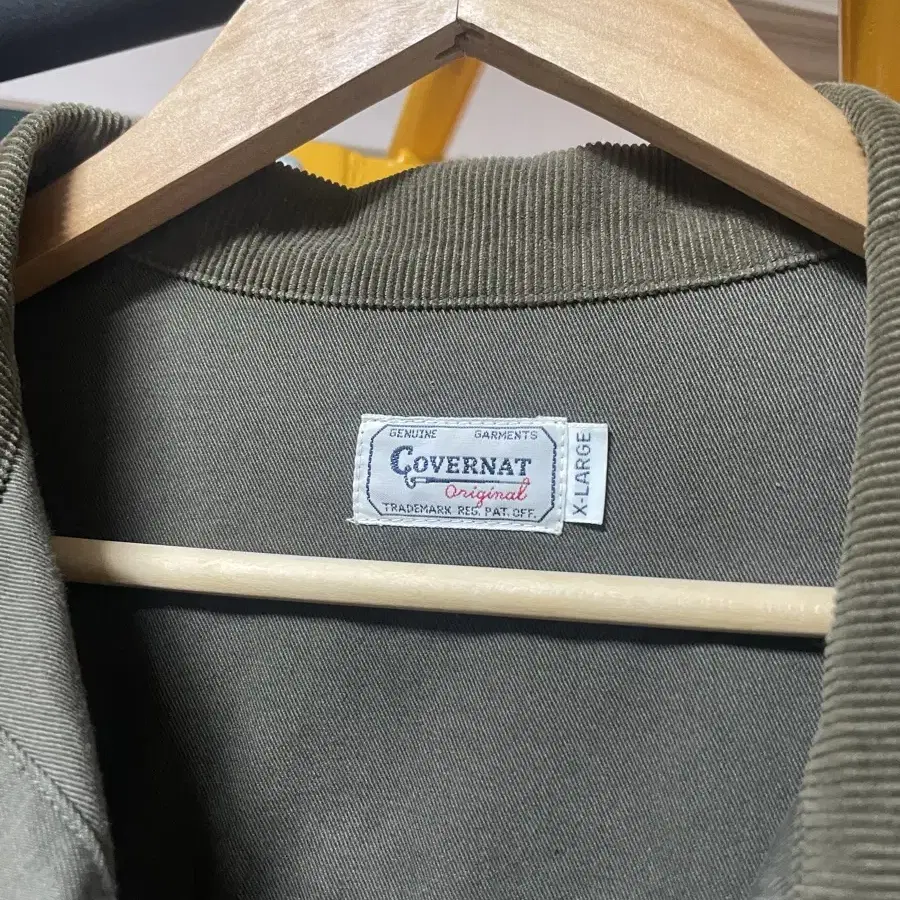 GENUINE GARMENTS
COVERNAT
Original
TRADEMARK REG. PAT. OFF.
X-LARGE